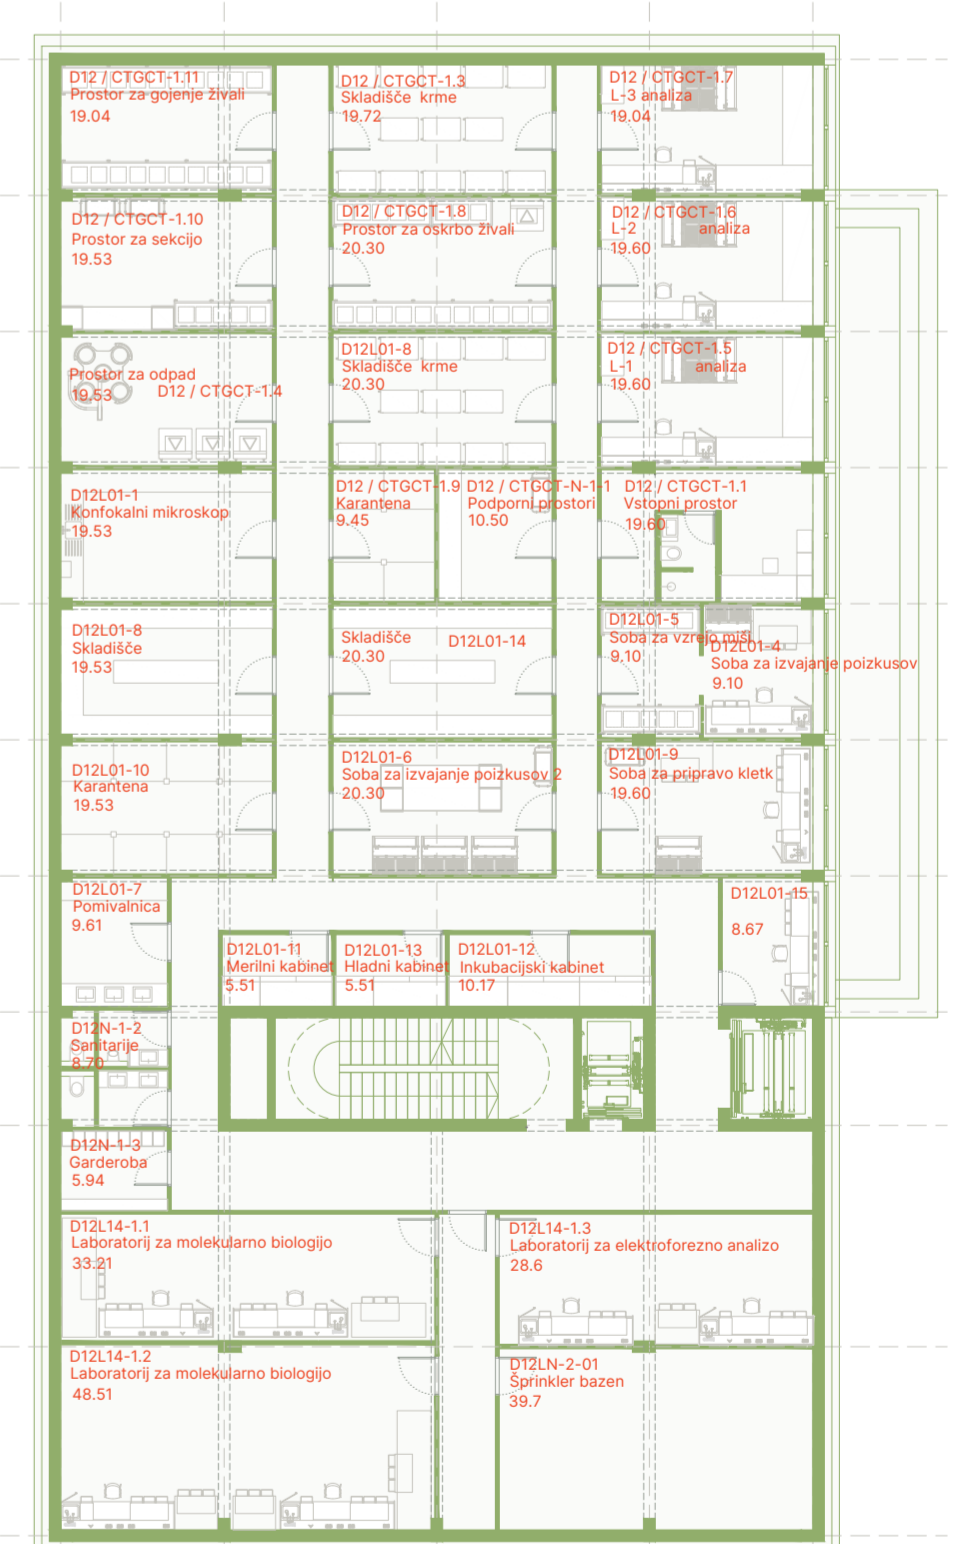 D12 / CTGCT-1.11
Prostor za gojenje živali
19.04
D12 / CTGCT-1.3
Skladišče krme
19.72
D12 / CTGCT-1.7
L-3 analiza
19.04
D12 / CTGCT-1.10
Prostor za sekcijo
19.53
D12 / CTGCT-1.8
Prostor za oskrbo živali
20.30
D12 / CTGCT-1.6
L-2 analiza
19.60
Prostor za odpad
19.53 D12 / CTGCT-1.4
D12L01-8
Skladišče krme
20.30
D12 / CTGCT-1.5
L-1 analiza
19.60
D12L01-1
Konfokalni mikroskop
19.53
D12 / CTGCT-1.9
Karantena
9.45
D12 / CTGCT-N-1-1
Podporni prostori
10.50
D12 / CTGCT-1.1
Vstopni prostor
19.60
D12L01-8
Skladišče
19.53
Skladišče D12L01-14
20.30
D12L01-5
Soba za vzrejo miši
9.10
D12L01-4
Soba za izvajanje poizkusov
9.10
D12L01-10
Karantena
19.53
D12L01-6
Soba za izvajanje poizkusov 2
20.30
D12L01-9
Soba za pripravo kletk
19.60
D12L01-7
Pomivalnica
9.61
D12L01-11
Merilni kabinet
5.51
D12L01-13
Hladni kabinet
5.51
D12L01-12
Inkubacijski kabinet
10.17
D12L01-15
8.67
D12N-1-2
Sanitarije
8.70
D12N-1-3
Garderoba
5.94
D12L14-1.1
Laboratorij za molekularno biologijo
33.21
D12L14-1.3
Laboratorij za elektroforezno analizo
28.6
D12L14-1.2
Laboratorij za molekularno biologijo
48.51
D12LN-2-01
Šprinkler bazen
39.7